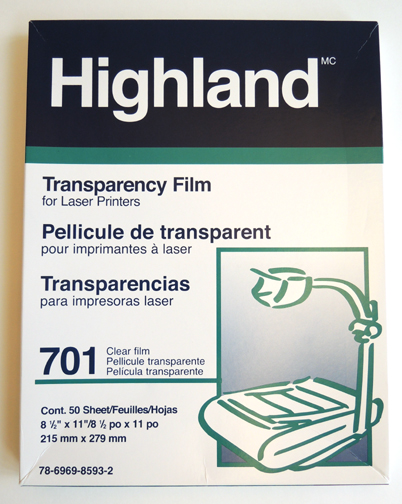 Highland MC
Transparency Film
for Laser Printers
Pellicule de transparent
pour imprimantes à laser
Transparencias
para impresoras laser
701 Clear film
Pellicule transparente
Película transparente
Cont. 50 Sheet/Feuilles/Hojas
8 ½" x 11"/8 ½ po x 11 po
215 mm x 279 mm
78-6969-8593-2